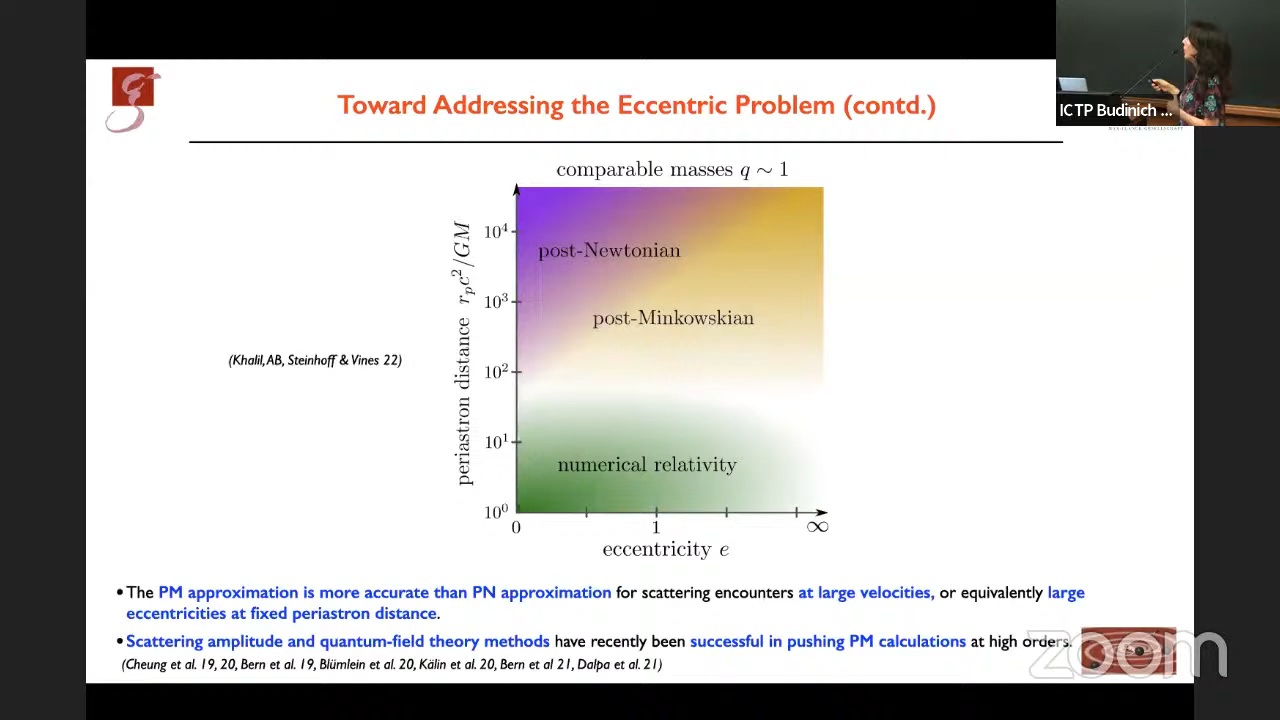 Toward Addressing the Eccentric Problem (contd.)
ICTP Budinich ...
comparable masses q ~ 1
periastron distance r_p c²/GM
10⁴
10³
10²
10¹
10⁰
post-Newtonian
post-Minkowskian
numerical relativity
0
1
∞
eccentricity e
(Khalil, AB, Steinhoff & Vines 22)
•The PM approximation is more accurate than PN approximation for scattering encounters at large velocities, or equivalently large
eccentricities at fixed periastron distance.
•Scattering amplitude and quantum-field theory methods have recently been successful in pushing PM calculations at high orders.
(Cheung et al. 19, 20, Bern et al. 19, Blümlein et al. 20, Kälin et al. 20, Bern et al 21, Dalpa et al. 21)
zoom